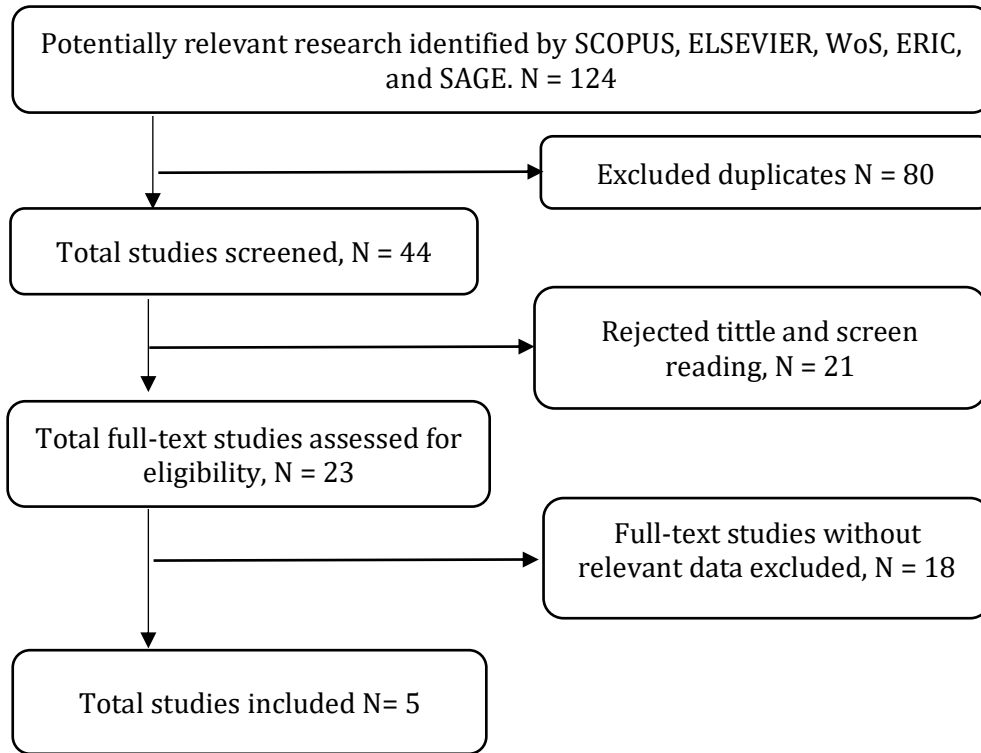 Potentially relevant research identified by SCOPUS, ELSEVIER, WoS, ERIC,
and SAGE. N = 124
Excluded duplicates N = 80
Total studies screened, N = 44
Rejected tittle and screen
reading, N = 21
Total full-text studies assessed for
eligibility, N = 23
Full-text studies without
relevant data excluded, N = 18
Total studies included N= 5